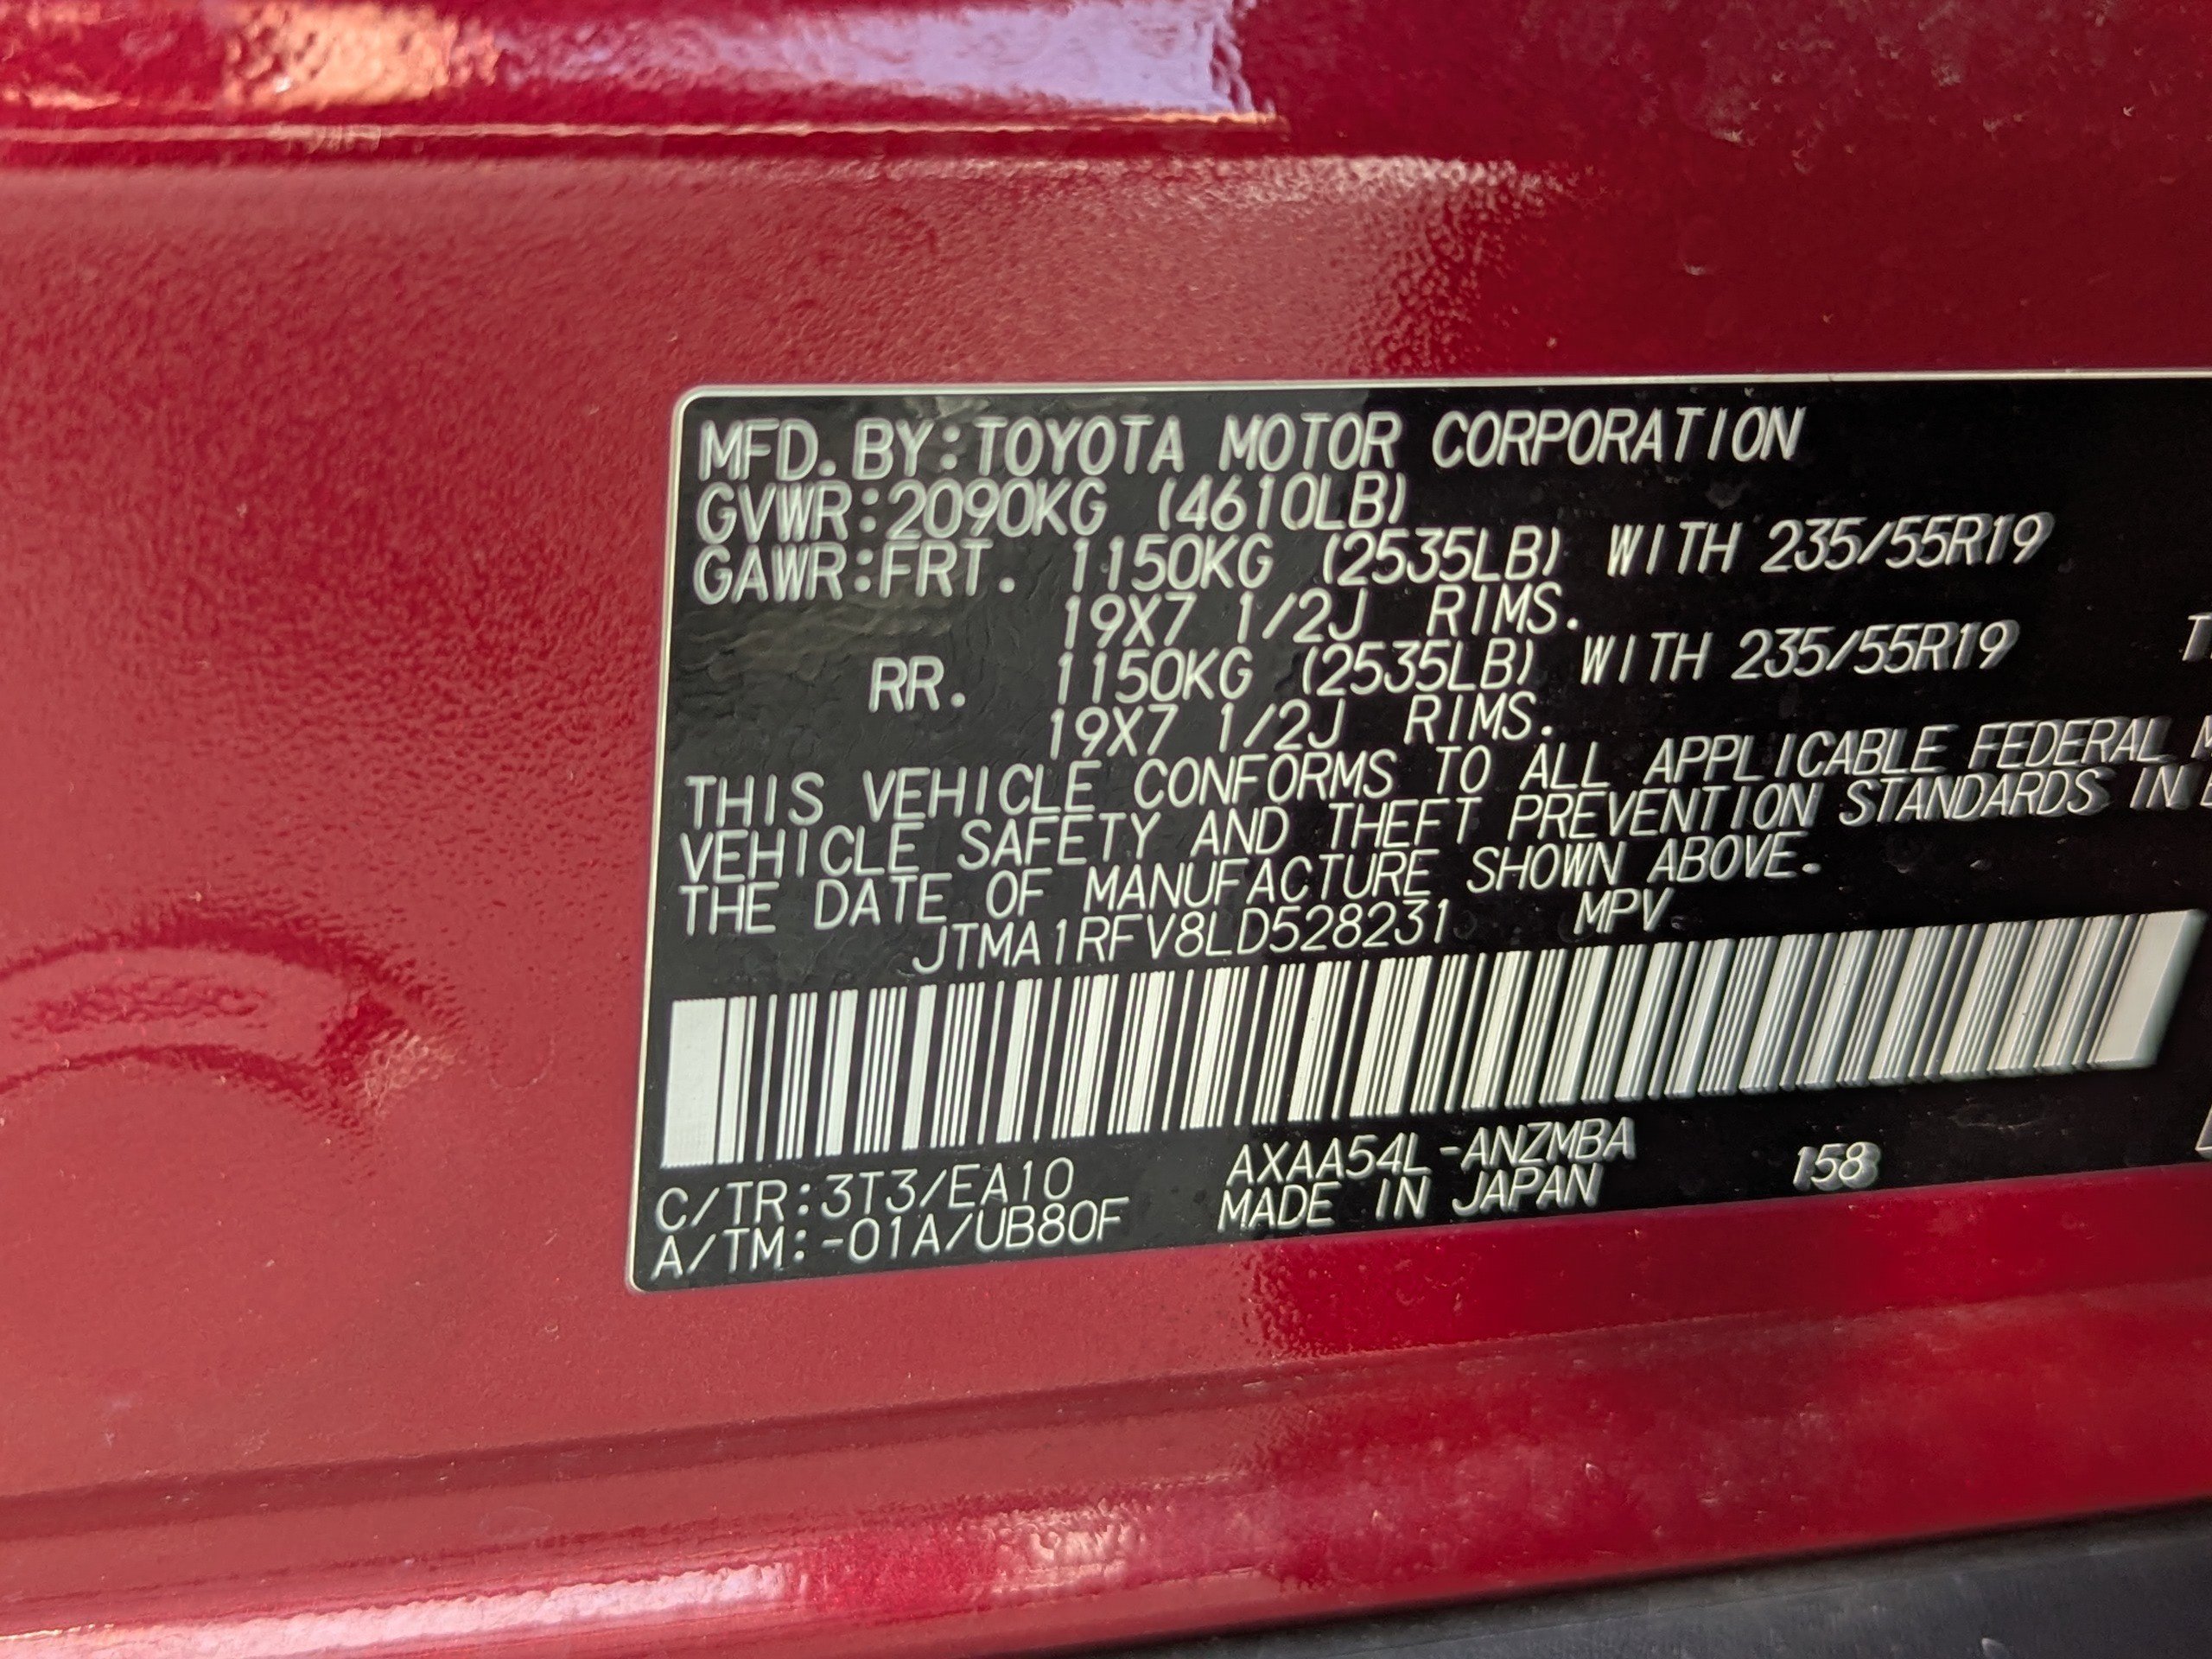 MFD. BY: TOYOTA MOTOR CORPORATION
GVWR: 2090KG (4610LB)
GAWR: FRT. 1150KG (2535LB) WITH 235/55R19
19X7 1/2J RIMS.
RR. 1150KG (2535LB) WITH 235/55R19
19X7 1/2J RIMS.
THIS VEHICLE CONFORMS TO ALL APPLICABLE FEDERAL
VEHICLE SAFETY AND THEFT PREVENTION STANDARDS IN
THE DATE OF MANUFACTURE SHOWN ABOVE.
JTMA1RFV8LD528231 MPV
C/TR: 3T3/EA10 AXAA54L-ANZMBA 158
A/TM: -01A/UB80F MADE IN JAPAN